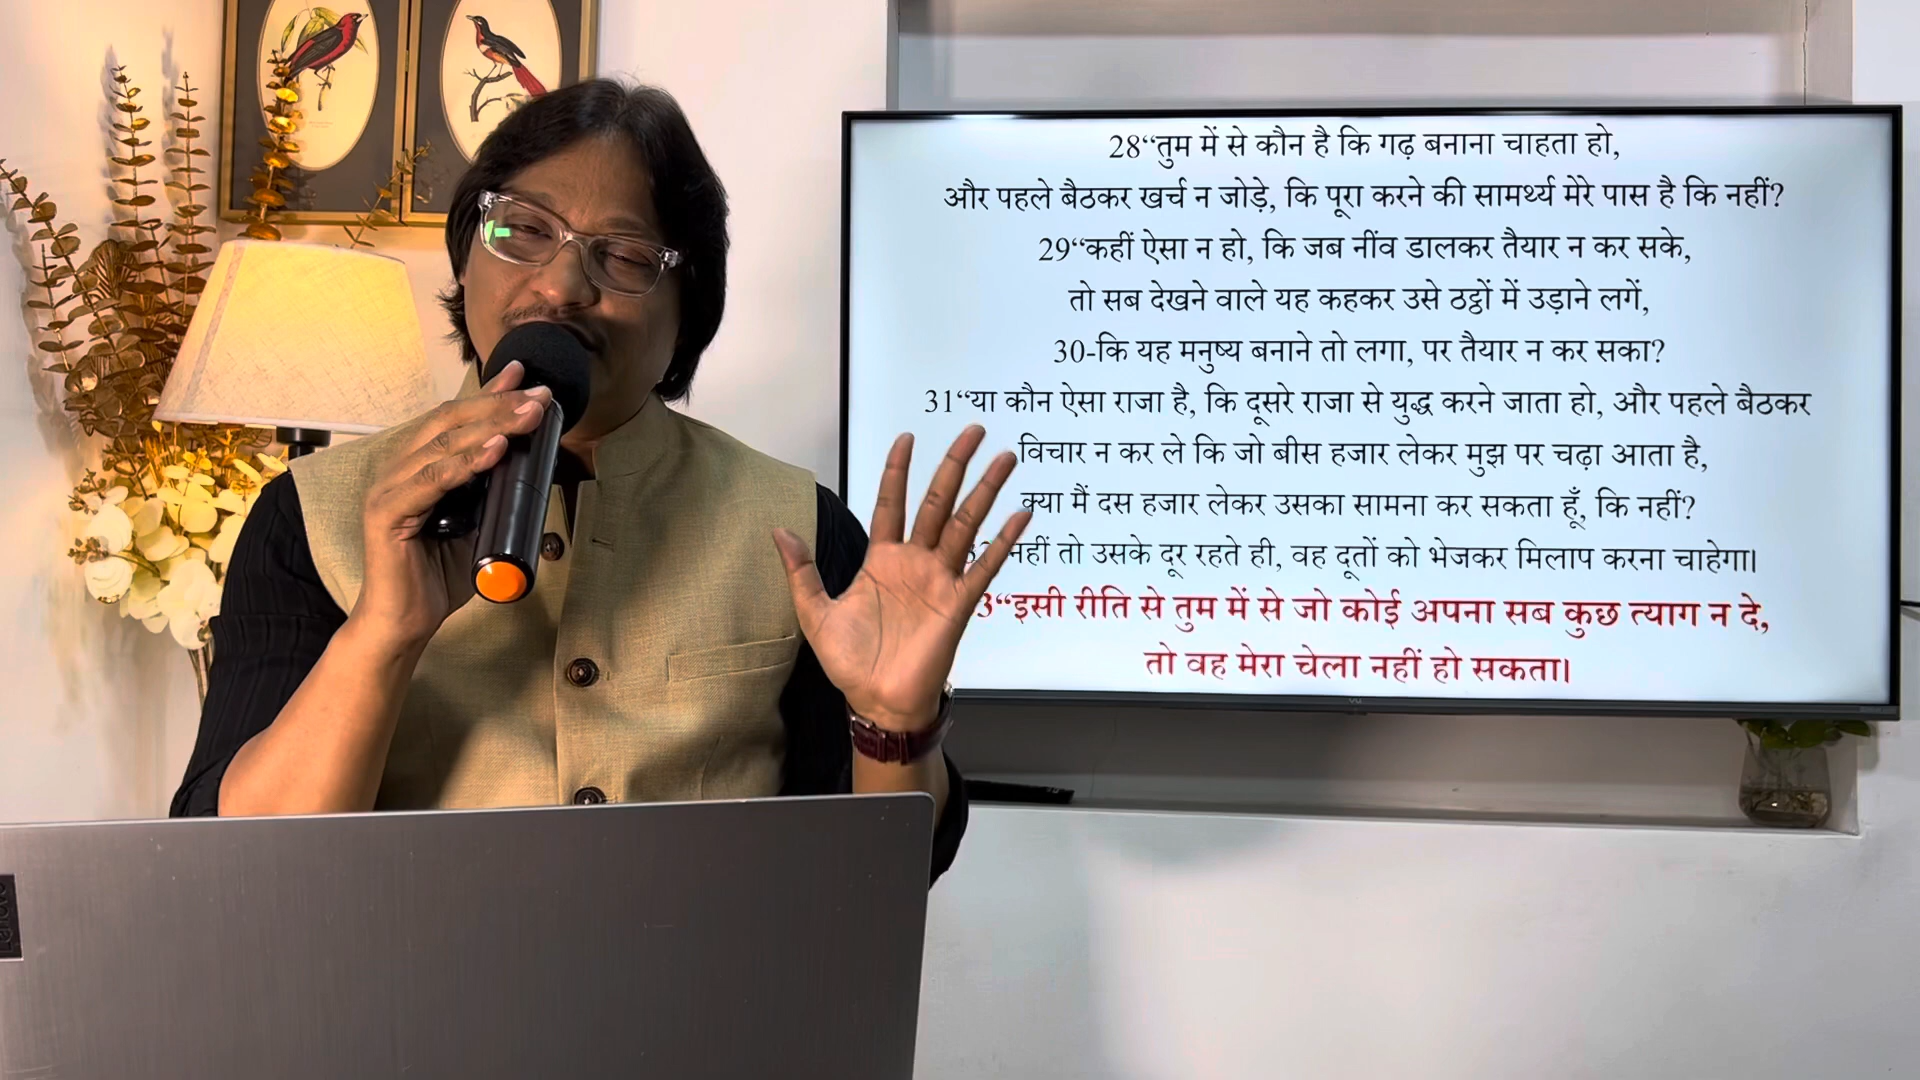 28“तुम में से कौन है कि गढ़ बनाना चाहता हो,
और पहले बैठकर खर्च न जोड़े, कि पूरा करने की सामर्थ्य मेरे पास है कि नहीं?
29“कहीं ऐसा न हो, कि जब नींव डालकर तैयार न कर सके,
तो सब देखने वाले यह कहकर उसे ठट्ठों में उड़ाने लगें,
30-कि यह मनुष्य बनाने तो लगा, पर तैयार न कर सका?
31“या कौन ऐसा राजा है, कि दूसरे राजा से युद्ध करने जाता हो, और पहले बैठकर
विचार न कर ले कि जो बीस हजार लेकर मुझ पर चढ़ा आता है,
क्या मैं दस हजार लेकर उसका सामना कर सकता हूँ, कि नहीं?
नहीं तो उसके दूर रहते ही, वह दूतों को भेजकर मिलाप करना चाहेगा।
3“इसी रीति से तुम में से जो कोई अपना सब कुछ त्याग न दे,
तो वह मेरा चेला नहीं हो सकता।
Lenovo